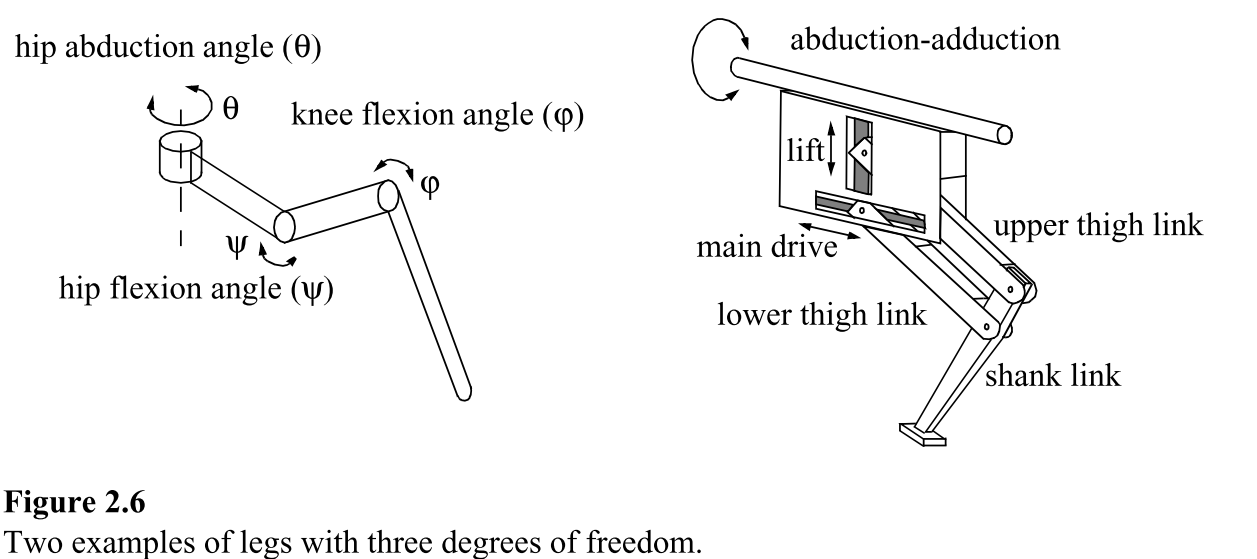 hip abduction angle (θ)
θ
knee flexion angle (φ)
φ
ψ
hip flexion angle (ψ)
abduction-adduction
lift
main drive
upper thigh link
lower thigh link
shank link
Figure 2.6
Two examples of legs with three degrees of freedom.